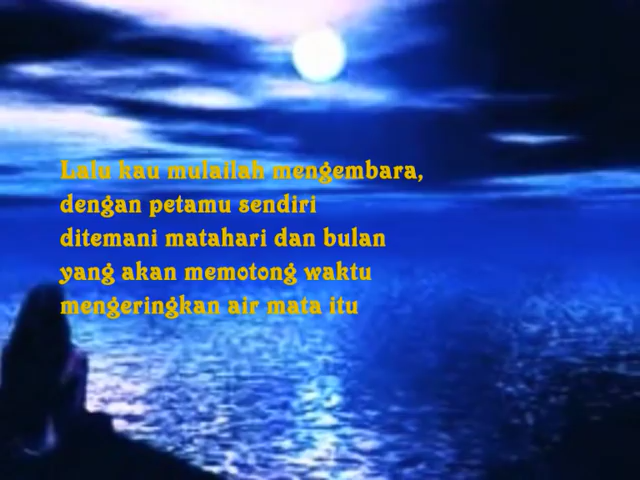 Lalu kau mulailah mengembara,
dengan petamu sendiri
ditemani matahari dan bulan
yang akan memotong waktu
mengeringkan air mata itu